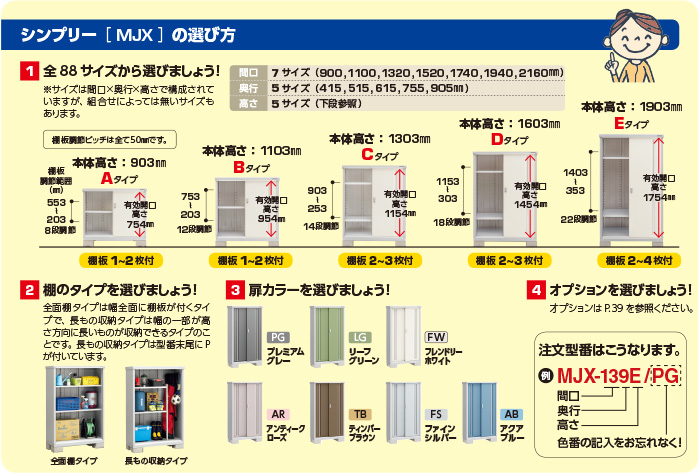 シンプリー［MJX］の選び方
1 全88サイズから選びましょう！
※サイズは間口×奥行×高さで構成されて
いますが、組合せによっては無いサイズも
あります。
間口 7サイズ（900,1100,1320,1520,1740,1940,2160㎜）
奥行 5サイズ（415,515,615,755,905㎜）
高さ 5サイズ（下段参照）
棚板調節ピッチは全て50㎜です。
棚板
調節範囲
(m)
本体高さ：903㎜
Aタイプ
553
~
203
8段調節
有効開口
高さ
754㎜
棚板 1~2枚付
本体高さ：1103㎜
Bタイプ
753
~
203
12段調節
有効開口
高さ
954㎜
棚板 1~2枚付
本体高さ：1303㎜
Cタイプ
903
~
253
14段調節
有効開口
高さ
1154㎜
棚板 2~3枚付
本体高さ：1603㎜
Dタイプ
1153
~
303
18段調節
有効開口
高さ
1454㎜
棚板 2~3枚付
本体高さ：1903㎜
Eタイプ
1403
~
353
22段調節
有効開口
高さ
1754㎜
棚板 2~4枚付
2 棚のタイプを選びましょう！
全面棚タイプは幅全面に棚板が付くタイ
プで、長もの収納タイプは幅の一部が高
さ方向に長いものが収納できるタイプのこ
とです。長もの収納タイプは型番末尾にP
が付いています。
全面棚タイプ
長もの収納タイプ
3 扉カラーを選びましょう！
PG
プレミアム
グレー
LG
リーフ
グリーン
FW
フレンドリー
ホワイト
AR
アンティーク
ローズ
TB
ティンバー
ブラウン
FS
ファイン
シルバー
AB
アクア
ブルー
4 オプションを選びましょう！
オプションはP.39を参照ください。
注文型番はこうなります。
例 MJX-139E/PG
間口
奥行
高さ
色番の記入をお忘れなく！